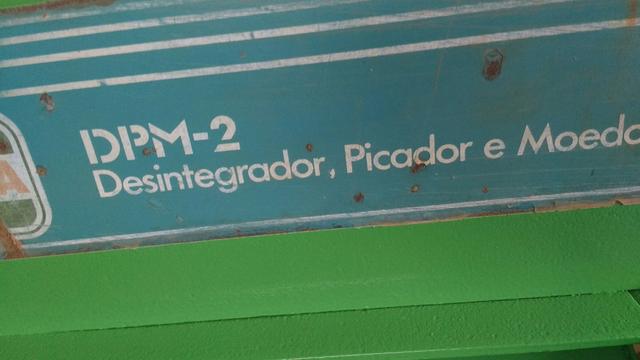 DPM-2
Desintegrador, Picador e Moedo
A